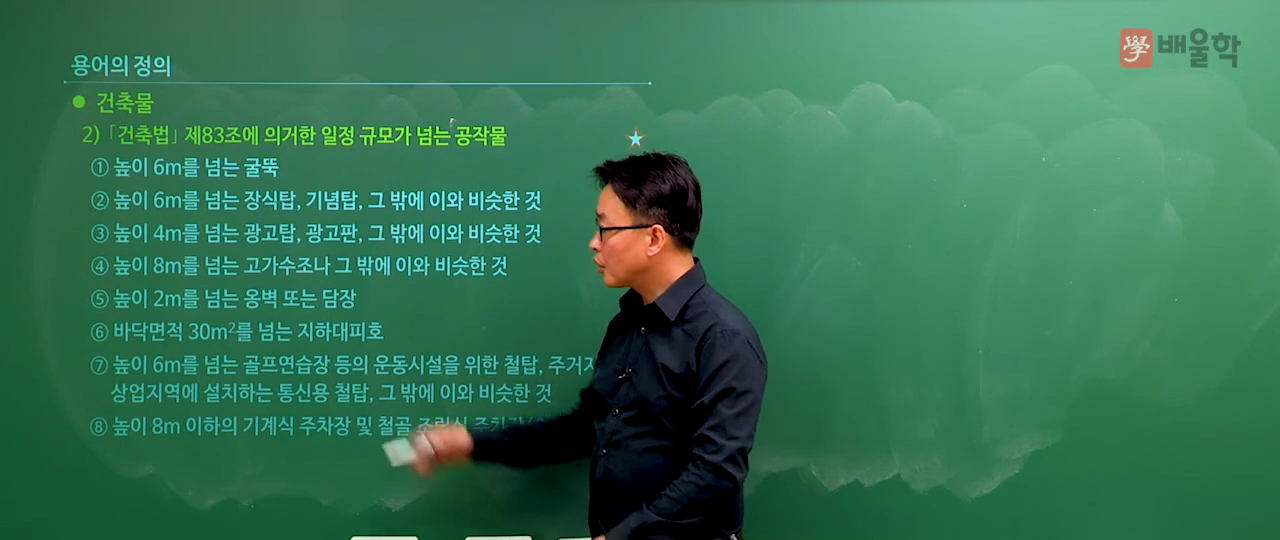 學 배울학
용어의 정의
● 건축물
2) 「건축법」 제83조에 의거한 일정 규모가 넘는 공작물
① 높이 6m를 넘는 굴뚝
② 높이 6m를 넘는 장식탑, 기념탑, 그 밖에 이와 비슷한 것
③ 높이 4m를 넘는 광고탑, 광고판, 그 밖에 이와 비슷한 것
④ 높이 8m를 넘는 고가수조나 그 밖에 이와 비슷한 것
⑤ 높이 2m를 넘는 옹벽 또는 담장
⑥ 바닥면적 30m²를 넘는 지하대피호
⑦ 높이 6m를 넘는 골프연습장 등의 운동시설을 위한 철탑,
상업지역에 설치하는 통신용 철탑, 그 밖에 이와 비슷한 것
⑧ 높이 8m 이하의 기계식 주차장 및 철골